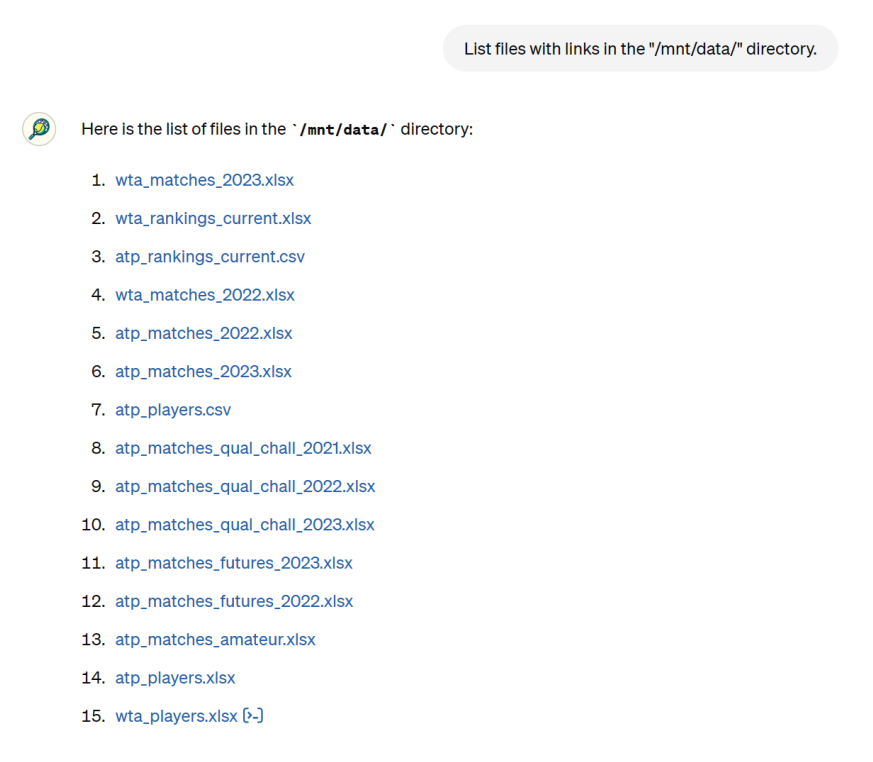 List files with links in the "/mnt/data/" directory.
Here is the list of files in the `/mnt/data/` directory:
1. wta_matches_2023.xlsx
2. wta_rankings_current.xlsx
3. atp_rankings_current.csv
4. wta_matches_2022.xlsx
5. atp_matches_2022.xlsx
6. atp_matches_2023.xlsx
7. atp_players.csv
8. atp_matches_qual_chall_2021.xlsx
9. atp_matches_qual_chall_2022.xlsx
10. atp_matches_qual_chall_2023.xlsx
11. atp_matches_futures_2023.xlsx
12. atp_matches_futures_2022.xlsx
13. atp_matches_amateur.xlsx
14. atp_players.xlsx
15. wta_players.xlsx [>-]